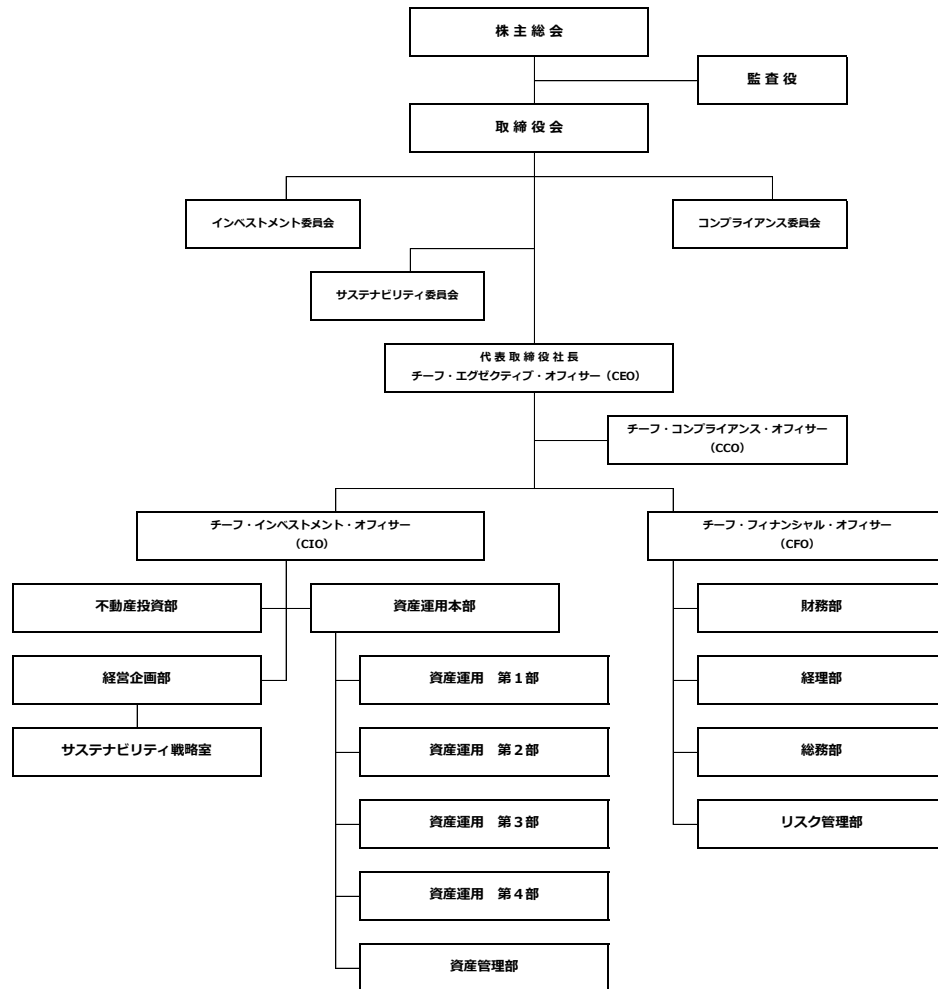 株主総会
監査役
取締役会
インベストメント委員会
コンプライアンス委員会
サステナビリティ委員会
代表取締役社長
チーフ・エグゼクティブ・オフィサー（CEO）
チーフ・コンプライアンス・オフィサー
（CCO）
チーフ・インベストメント・オフィサー
（CIO）
チーフ・フィナンシャル・オフィサー
（CFO）
不動産投資部
資産運用本部
財務部
経営企画部
資産運用　第１部
経理部
サステナビリティ戦略室
資産運用　第２部
総務部
資産運用　第３部
リスク管理部
資産運用　第４部
資産管理部